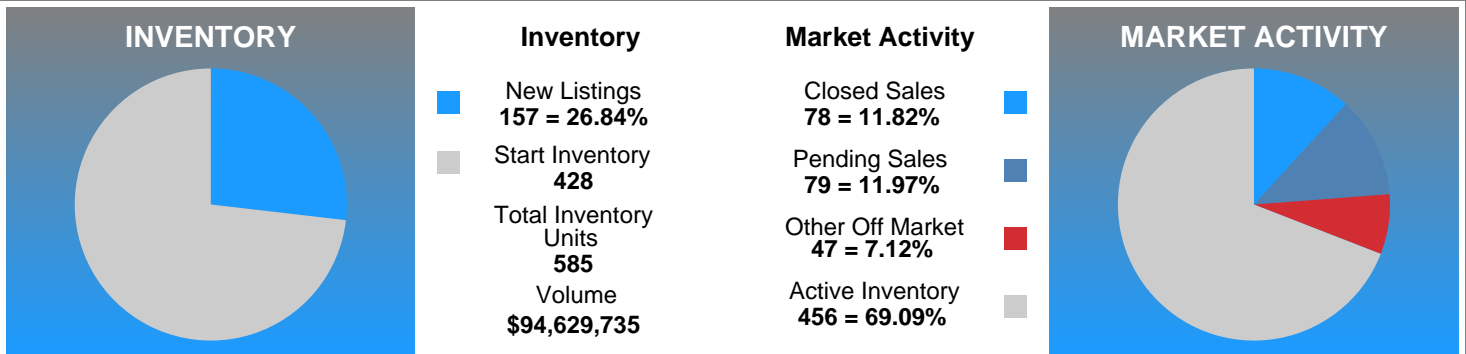 INVENTORY
Inventory
New Listings
157 = 26.84%
Start Inventory
428
Total Inventory
Units
585
Volume
$94,629,735
Market Activity
Closed Sales
78 = 11.82%
Pending Sales
79 = 11.97%
Other Off Market
47 = 7.12%
Active Inventory
456 = 69.09%
MARKET ACTIVITY